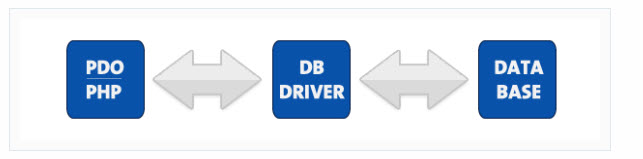 PDO
PHP
DB
DRIVER
DATA
BASE